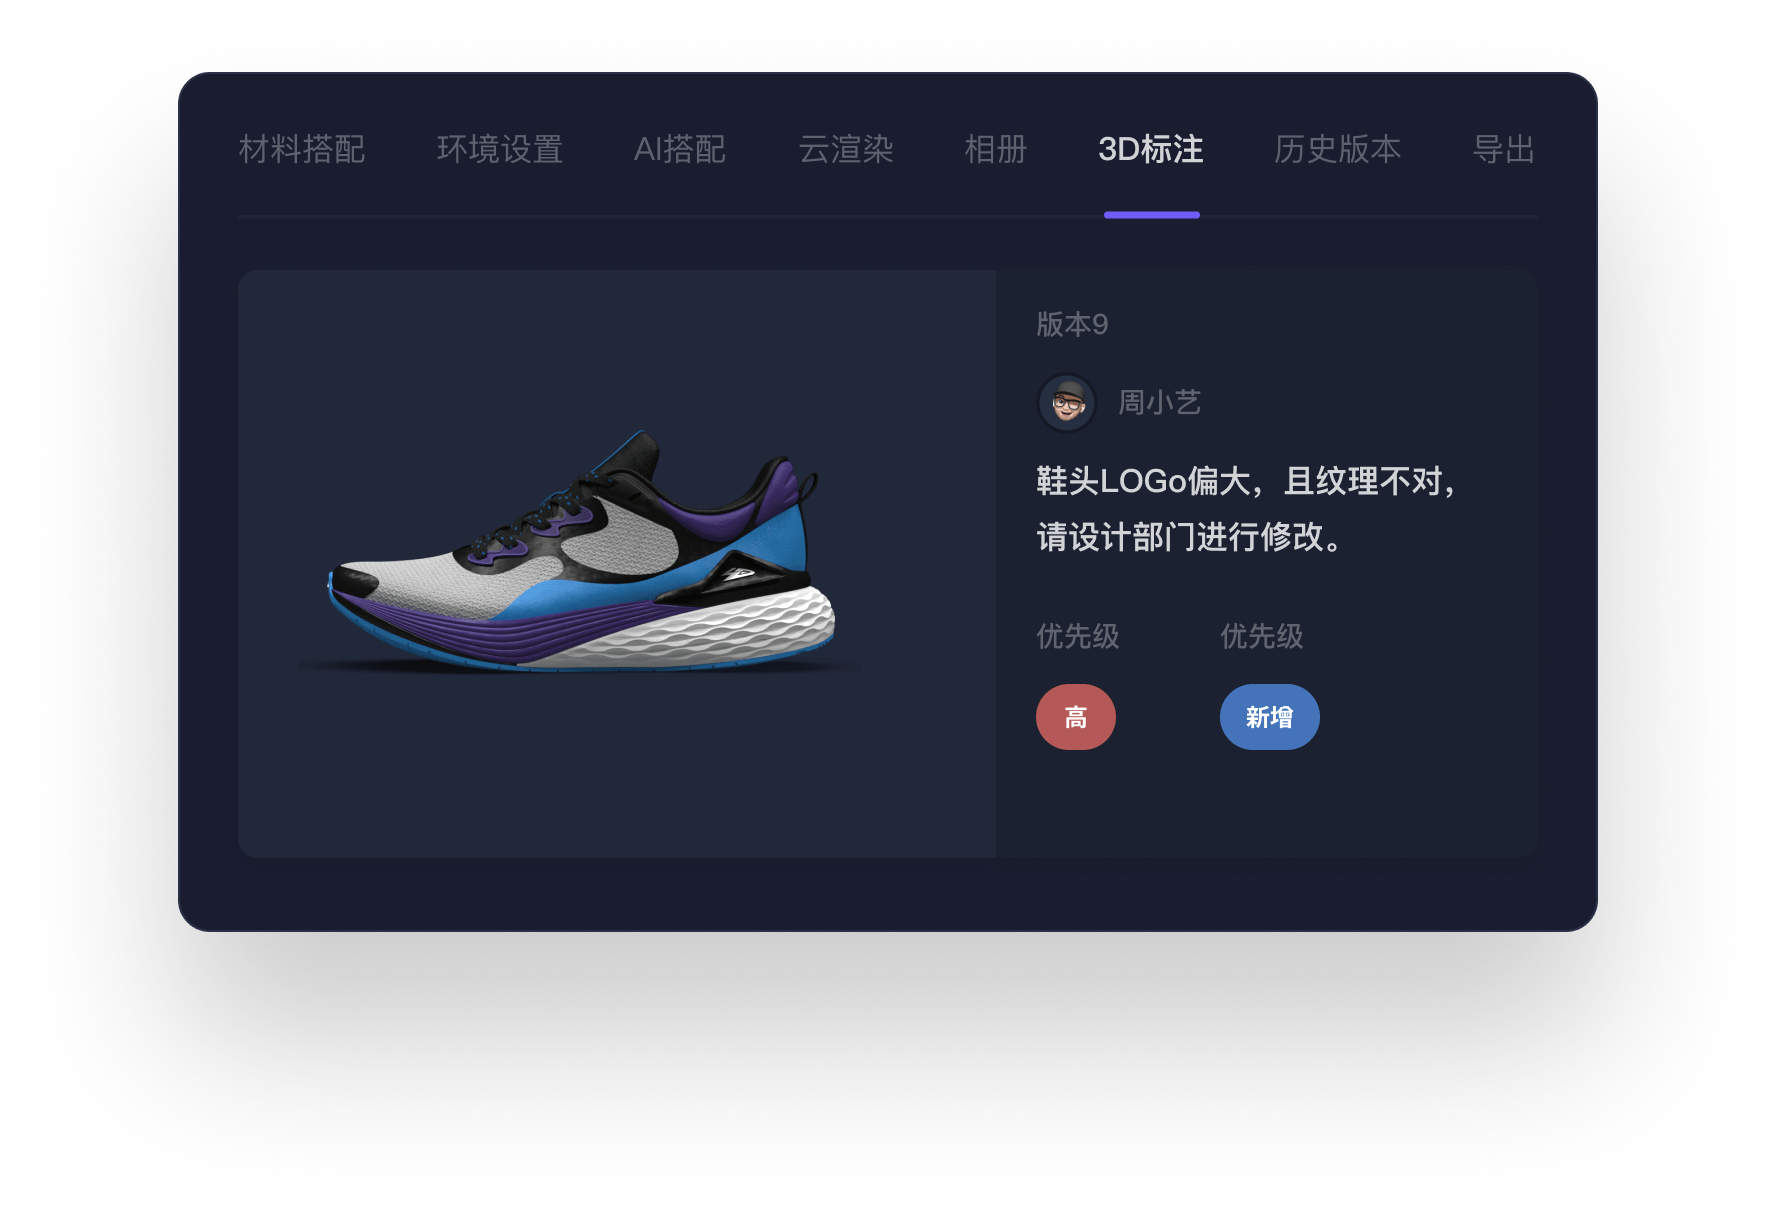 材料搭配 环境设置 AI搭配 云渲染 相册 3D标注 历史版本 导出
版本9
周小艺
鞋头LOGo偏大，且纹理不对，
请设计部门进行修改。
优先级 优先级
高 新增